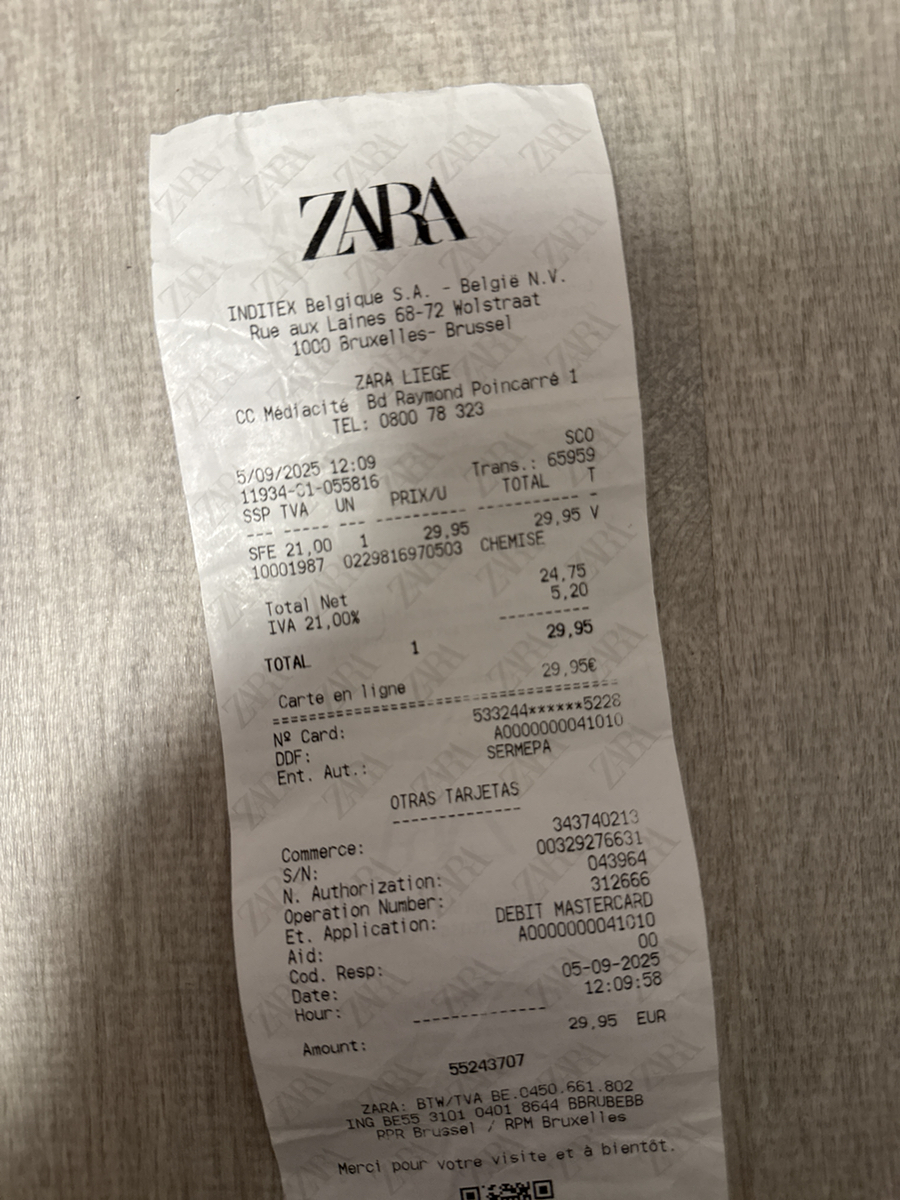 ZARA
INDITEX Belgique S.A. - België N.V.
Rue aux Laines 68-72 Wolstraat
1000 Bruxelles- Brussel
ZARA LIEGE
CC Médiacité Bd Raymond Poincarré 1
TEL: 0800 78 323
SCO
5/09/2025 12:09 Trans.: 65959
11934-01-055816
SSP TVA UN PRIX/U TOTAL T
--- ----- --- --------- ---------- -
SFE 21,00 1 29,95 29,95 V
10001987 0229816970503 CHEMISE
Total Net 24,75
IVA 21,00% 5,20
----------
TOTAL 1 29,95
Carte en ligne 29,95€
======================================
Nº Card: 533244******5228
DDF: A0000000041010
Ent. Aut.: SERMEPA
OTRAS TARJETAS
--------------
Commerce: 343740213
S/N: 00329276631
N. Authorization: 043964
Operation Number: 312666
Et. Application: DEBIT MASTERCARD
Aid: A0000000041010
Cod. Resp: 00
Date: 05-09-2025
Hour: 12:09:58
--------------
Amount: 29,95 EUR
55243707
ZARA: BTW/TVA BE.0450.661.802
ING BE55 3101 0401 8644 BBRUBEBB
RPR Brussel / RPM Bruxelles
Merci pour votre visite et à bientôt.